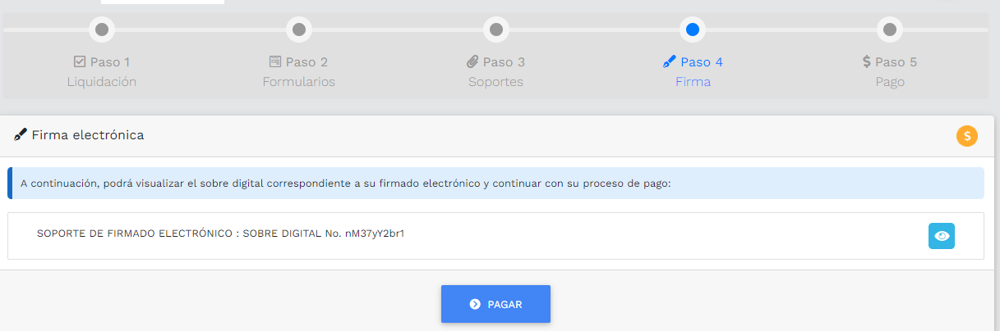 Paso 1
Liquidación
Paso 2
Formularios
Paso 3
Soportes
Paso 4
Firma
$ Paso 5
Pago
Firma electrónica
$
A continuación, podrá visualizar el sobre digital correspondiente a su firmado electrónico y continuar con su proceso de pago:
SOPORTE DE FIRMADO ELECTRÓNICO : SOBRE DIGITAL No. nM37yY2br1
PAGAR